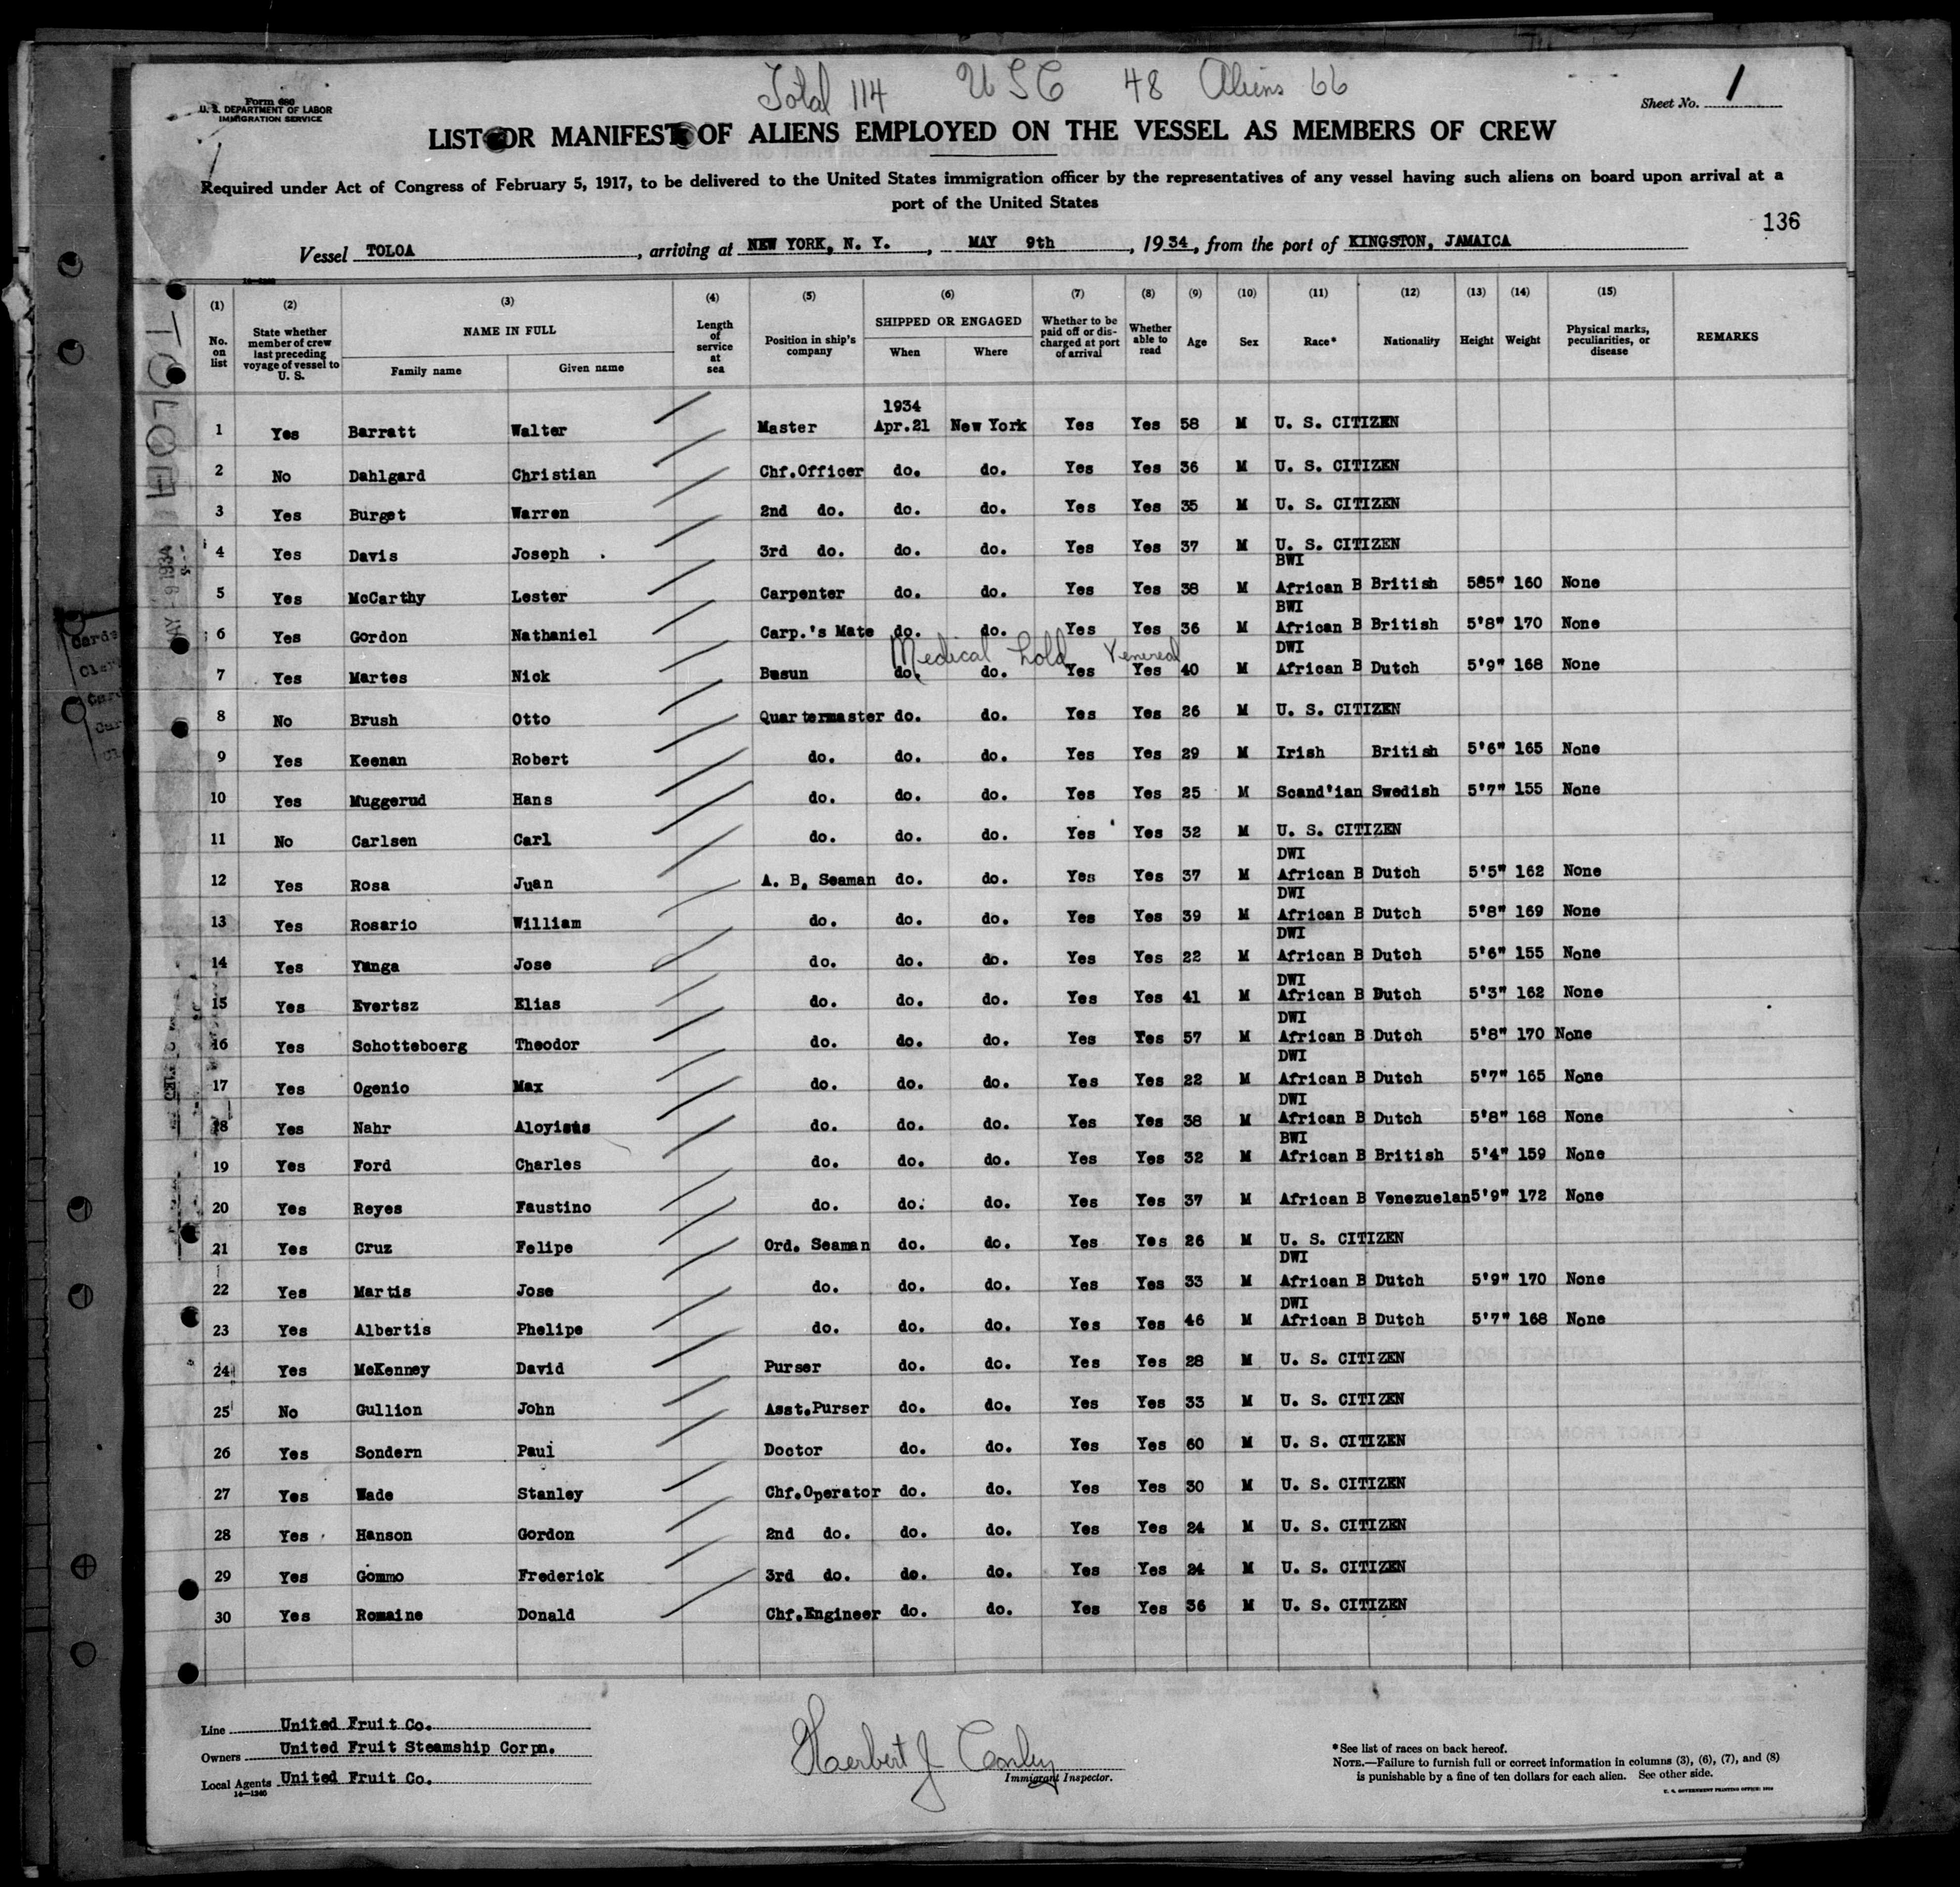 Total 114 USC 48 Aliens 66
Form 680
U. S. DEPARTMENT OF LABOR
IMMIGRATION SERVICE
Sheet No. 1
LIST OR MANIFEST OF ALIENS EMPLOYED ON THE VESSEL AS MEMBERS OF CREW
Required under Act of Congress of February 5, 1917, to be delivered to the United States immigration officer by the representatives of any vessel having such aliens on board upon arrival at a
port of the United States
136
Vessel TOLOA, arriving at NEW YORK, N. Y., MAY 9th, 1934, from the port of KINGSTON, JAMAICA
(1) (2) (3) (4) (5) (6) (7) (8) (9) (10) (11) (12) (13) (14) (15)
No. on list State whether member of crew last preceding voyage of vessel to U. S. NAME IN FULL Family name Given name Length of service at sea Position in ship's company SHIPPED OR ENGAGED When Where Whether to be paid off or discharged at port of arrival Whether able to read Age Sex Race* Nationality Height Weight Physical marks, peculiarities, or disease REMARKS
1934
1 Yes Barratt Walter Master Apr.21 New York Yes Yes 58 M U. S. CITIZEN
2 No Dahlgard Christian Chf.Officer do. do. Yes Yes 36 M U. S. CITIZEN
3 Yes Burget Warren 2nd do. do. do. Yes Yes 35 M U. S. CITIZEN
4 Yes Davis Joseph . 3rd do. do. do. Yes Yes 37 M U. S. CITIZEN
BWI
5 Yes McCarthy Lester Carpenter do. do. Yes Yes 38 M African B British 585" 160 None
BWI
6 Yes Gordon Nathaniel Carp.'s Mate do. do. Yes Yes 36 M African B British 5'8" 170 None
Medical hold Venereal DWI
7 Yes Martes Nick Bosun do. do. Yes Yes 40 M African B Dutch 5'9" 168 None
8 No Brush Otto Quartermaster do. do. Yes Yes 26 M U. S. CITIZEN
9 Yes Keenan Robert do. do. do. Yes Yes 29 M Irish British 5'6" 165 None
10 Yes Muggerud Hans do. do. do. Yes Yes 25 M Scand'ian Swedish 5'7" 155 None
11 No Carlsen Carl do. do. do. Yes Yes 32 M U. S. CITIZEN
DWI
12 Yes Rosa Juan A. B. Seaman do. do. Yes Yes 37 M African B Dutch 5'5" 162 None
DWI
13 Yes Rosario William do. do. do. Yes Yes 39 M African B Dutch 5'8" 169 None
DWI
14 Yes Yanga Jose do. do. do. Yes Yes 22 M African B Dutch 5'6" 155 None
DWI
15 Yes Evertsz Elias do. do. do. Yes Yes 41 M African B Dutch 5'3" 162 None
DWI
16 Yes Schotteboerg Theodor do. do. do. Yes Yes 57 M African B Dutch 5'8" 170 None
DWI
17 Yes Ogenio Max do. do. do. Yes Yes 22 M African B Dutch 5'7" 165 None
DWI
18 Yes Nahr Aloyisis do. do. do. Yes Yes 38 M African B Dutch 5'8" 168 None
BWI
19 Yes Ford Charles do. do. do. Yes Yes 32 M African B British 5'4" 159 None
20 Yes Reyes Faustino do. do. do. Yes Yes 37 M African B Venezuelan 5'9" 172 None
21 Yes Cruz Felipe Ord. Seaman do. do. Yes Yes 26 M U. S. CITIZEN
DWI
22 Yes Martis Jose do. do. do. Yes Yes 33 M African B Dutch 5'9" 170 None
DWI
23 Yes Albertis Phelipe do. do. do. Yes Yes 46 M African B Dutch 5'7" 168 None
24 Yes McKenney David Purser do. do. Yes Yes 28 M U. S. CITIZEN
25 No Gullion John Asst.Purser do. do. Yes Yes 33 M U. S. CITIZEN
26 Yes Sondern Paul Doctor do. do. Yes Yes 60 M U. S. CITIZEN
27 Yes Wade Stanley Chf.Operator do. do. Yes Yes 30 M U. S. CITIZEN
28 Yes Hanson Gordon 2nd do. do. do. Yes Yes 24 M U. S. CITIZEN
29 Yes Gommo Frederick 3rd do. do. do. Yes Yes 24 M U. S. CITIZEN
30 Yes Romaine Donald Chf.Engineer do. do. Yes Yes 36 M U. S. CITIZEN
Line United Fruit Co.
Owners United Fruit Steamship Corpn.
Local Agents United Fruit Co.
14—1240
Herbert J Conley
Immigrant Inspector.
*See list of races on back hereof.
NOTE.—Failure to furnish full or correct information in columns (3), (6), (7), and (8)
is punishable by a fine of ten dollars for each alien. See other side.
U. S. GOVERNMENT PRINTING OFFICE
TOLOA